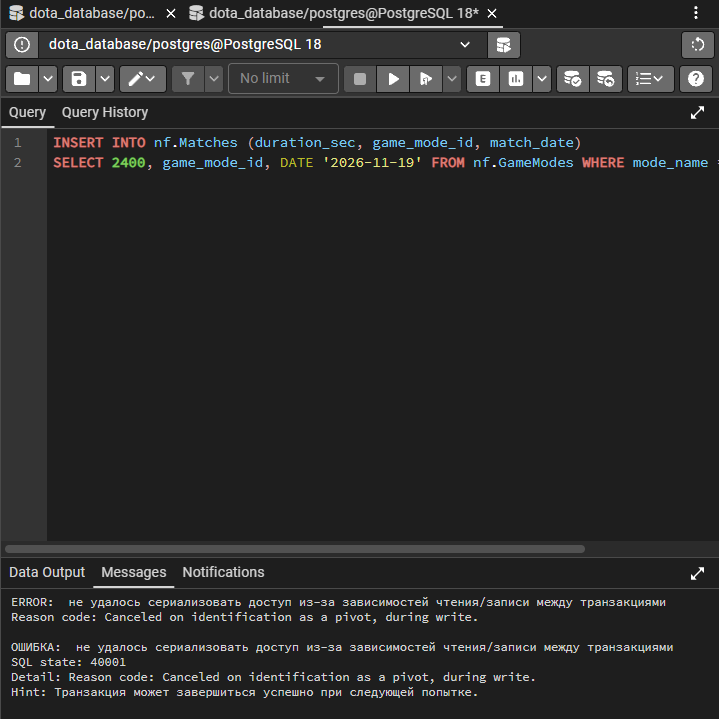 dota_database/po...
dota_database/postgres@PostgreSQL 18*
dota_database/postgres@PostgreSQL 18
No limit
Query
Query History
1 INSERT INTO nf.Matches (duration_sec, game_mode_id, match_date)
2 SELECT 2400, game_mode_id, DATE '2026-11-19' FROM nf.GameModes WHERE mode_name
Data Output
Messages
Notifications
ERROR: не удалось сериализовать доступ из-за зависимостей чтения/записи между транзакциями
Reason code: Canceled on identification as a pivot, during write.
ОШИБКА: не удалось сериализовать доступ из-за зависимостей чтения/записи между транзакциями
SQL state: 40001
Detail: Reason code: Canceled on identification as a pivot, during write.
Hint: Транзакция может завершиться успешно при следующей попытке.